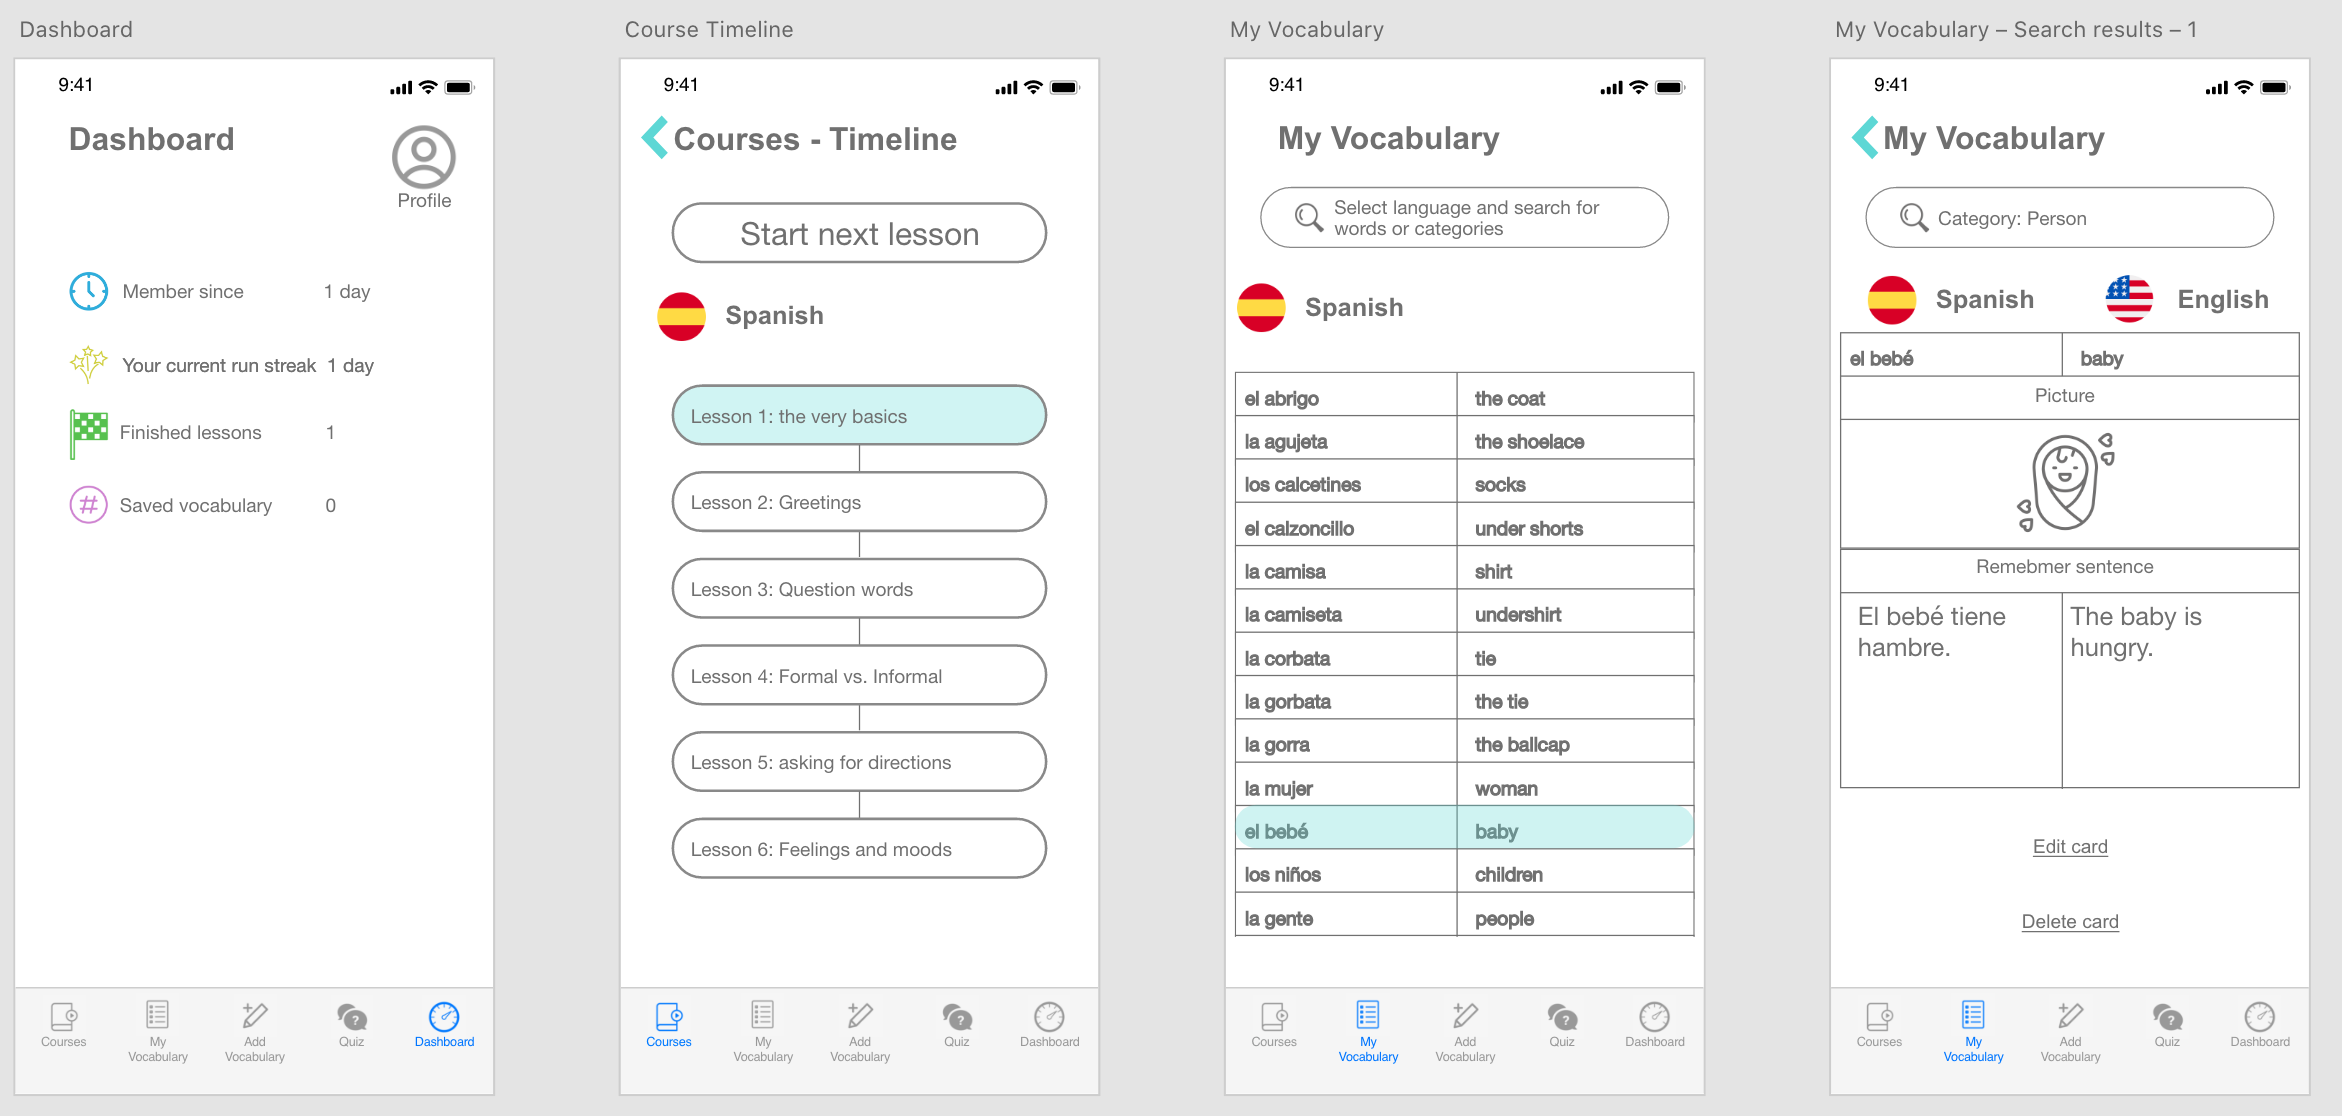 Dashboard
9:41
Dashboard
Profile
Member since 1 day
Your current run streak 1 day
Finished lessons 1
# Saved vocabulary 0
Courses
My
Vocabulary
Add
Vocabulary
?
Quiz
Dashboard
Course Timeline
9:41
Courses - Timeline
Start next lesson
Spanish
Lesson 1: the very basics
Lesson 2: Greetings
Lesson 3: Question words
Lesson 4: Formal vs. Informal
Lesson 5: asking for directions
Lesson 6: Feelings and moods
Courses
My
Vocabulary
Add
Vocabulary
?
Quiz
Dashboard
My Vocabulary
9:41
My Vocabulary
Select language and search for
words or categories
Spanish
el abrigo the coat
la agujeta the shoelace
los calcetines socks
el calzoncillo under shorts
la camisa shirt
la camiseta undershirt
la corbata tie
la gorbata the tie
la gorra the ballcap
la mujer woman
el bebé baby
los niños children
la gente people
Courses
My
Vocabulary
Add
Vocabulary
?
Quiz
Dashboard
My Vocabulary – Search results – 1
9:41
My Vocabulary
Category: Person
Spanish English
el bebé baby
Picture
Remebmer sentence
El bebé tiene
hambre.
The baby is
hungry.
Edit card
Delete card
Courses
My
Vocabulary
Add
Vocabulary
?
Quiz
Dashboard